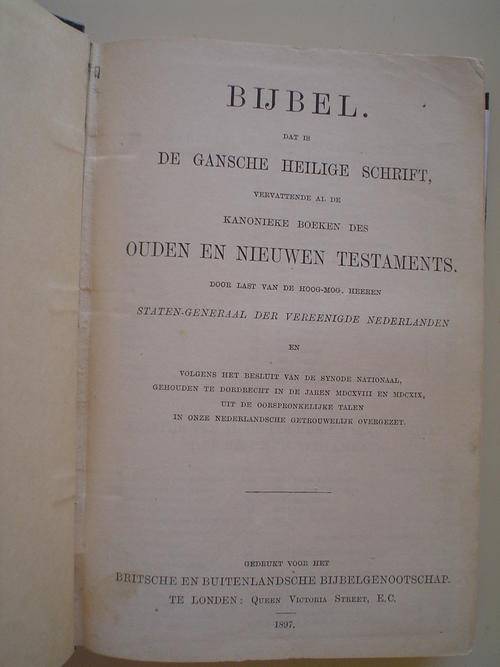 BIJBEL.
DAT IS
DE GANSCHE HEILIGE SCHRIFT,
VERVATTENDE AL DE
KANONIEKE BOEKEN DES
OUDEN EN NIEUWEN TESTAMENTS.
DOOR LAST VAN DE HOOG-MOG. HEEREN
STATEN-GENERAAL DER VEREENIGDE NEDERLANDEN
EN
VOLGENS HET BESLUIT VAN DE SYNODE NATIONAAL,
GEHOUDEN TE DORDRECHT IN DE JAREN MDCXVIII EN MDCXIX,
UIT DE OORSPRONKELIJKE TALEN
IN ONZE NEDERLANDSCHE GETROUWELIJK OVERGEZET.
GEDRUKT VOOR HET
BRITSCHE EN BUITENLANDSCHE BIJBELGENOOTSCHAP.
TE LONDEN: QUEEN VICTORIA STREET, E.C.
1897.